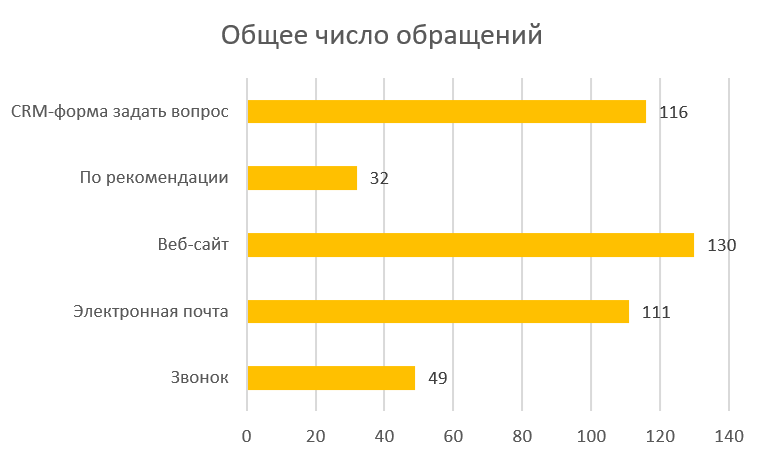 Общее число обращений
CRM-форма задать вопрос
116
По рекомендации
32
Веб-сайт
130
Электронная почта
111
Звонок
49
0 20 40 60 80 100 120 140